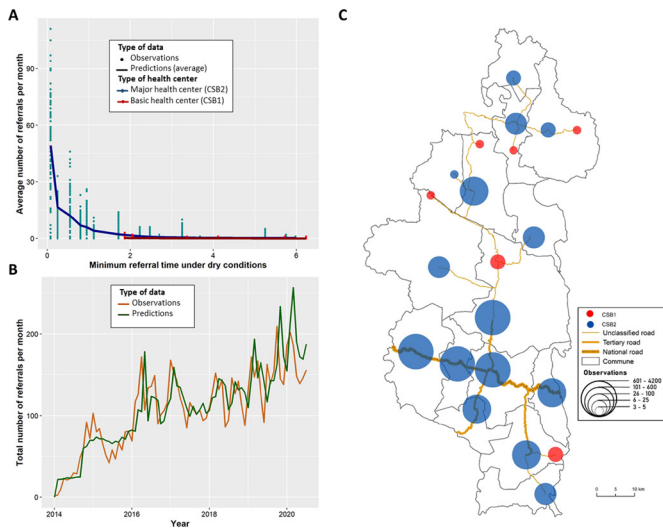 A
Average number of referrals per month
90
60
30
0
0
2
4
6
Minimum referral time under dry conditions
Type of data
Observations
Predictions (average)
Type of health center
Major health center (CSB2)
Basic health center (CSB1)
B
Total number of referrals per month
200
100
0
2014
2016
2018
2020
Year
Type of data
Observations
Predictions
C
CSB1
CSB2
Unclassified road
Tertiary road
National road
Commune
Observations
601 - 4200
101 - 600
26 - 100
6 - 25
3 - 5
0 5 10 km